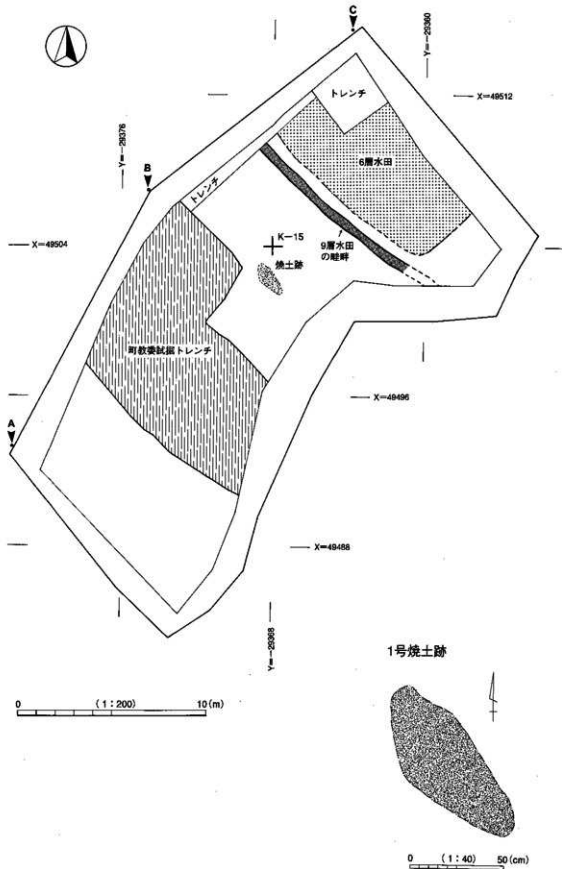 C
Y=-29360
トレンチ
X=49512
Y=-29376
6層水田
B
トレンチ
K-15
X=49504
9層水田
の畦畔
焼土跡
町教委試掘トレンチ
X=49496
A
X=49488
Y=-29368
1号焼土跡
0 (1:200) 10(m)
0 (1:40) 50(cm)